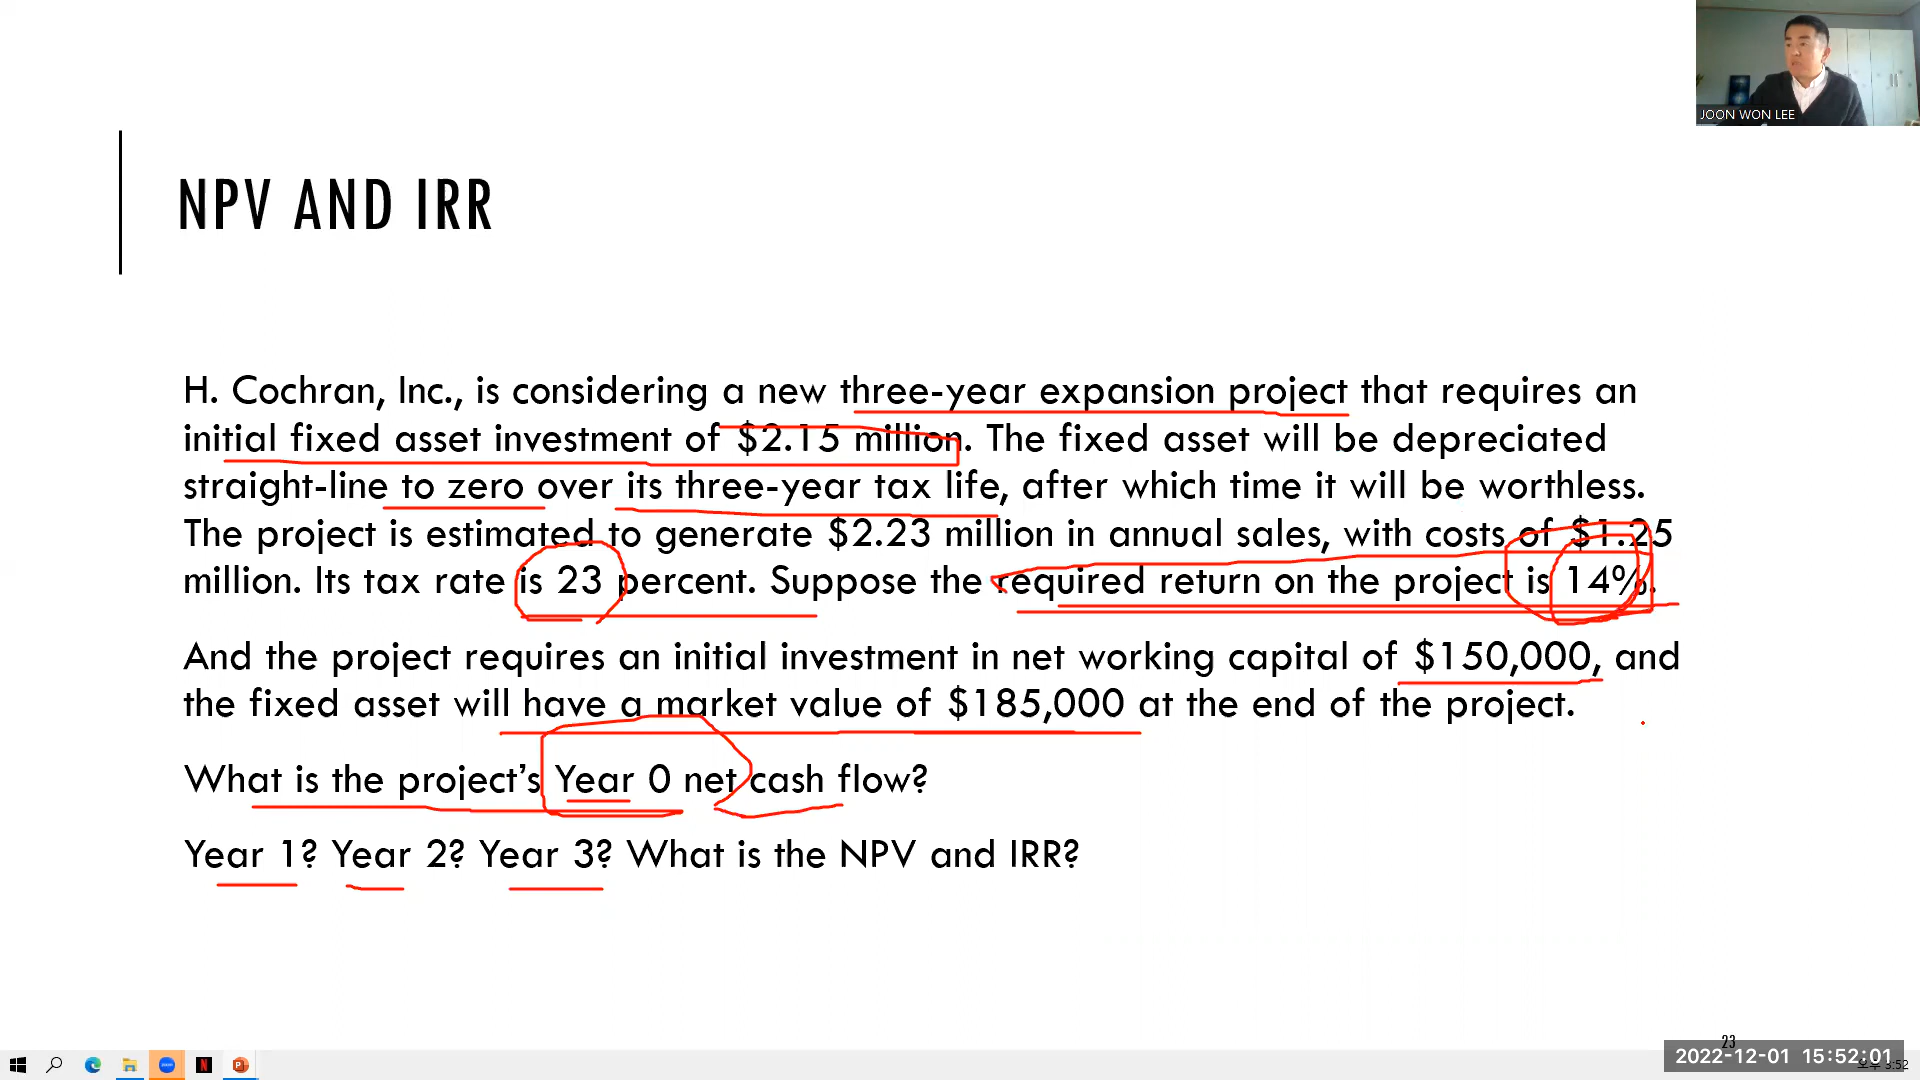 JOON WON LEE
NPV AND IRR
H. Cochran, Inc., is considering a new three-year expansion project that requires an
initial fixed asset investment of $2.15 million. The fixed asset will be depreciated
straight-line to zero over its three-year tax life, after which time it will be worthless.
The project is estimated to generate $2.23 million in annual sales, with costs of $1.25
million. Its tax rate is 23 percent. Suppose the required return on the project is 14%.
And the project requires an initial investment in net working capital of $150,000, and
the fixed asset will have a market value of $185,000 at the end of the project.
What is the project's Year 0 net cash flow?
Year 1? Year 2? Year 3? What is the NPV and IRR?
23
2022-12-01 15:52:01